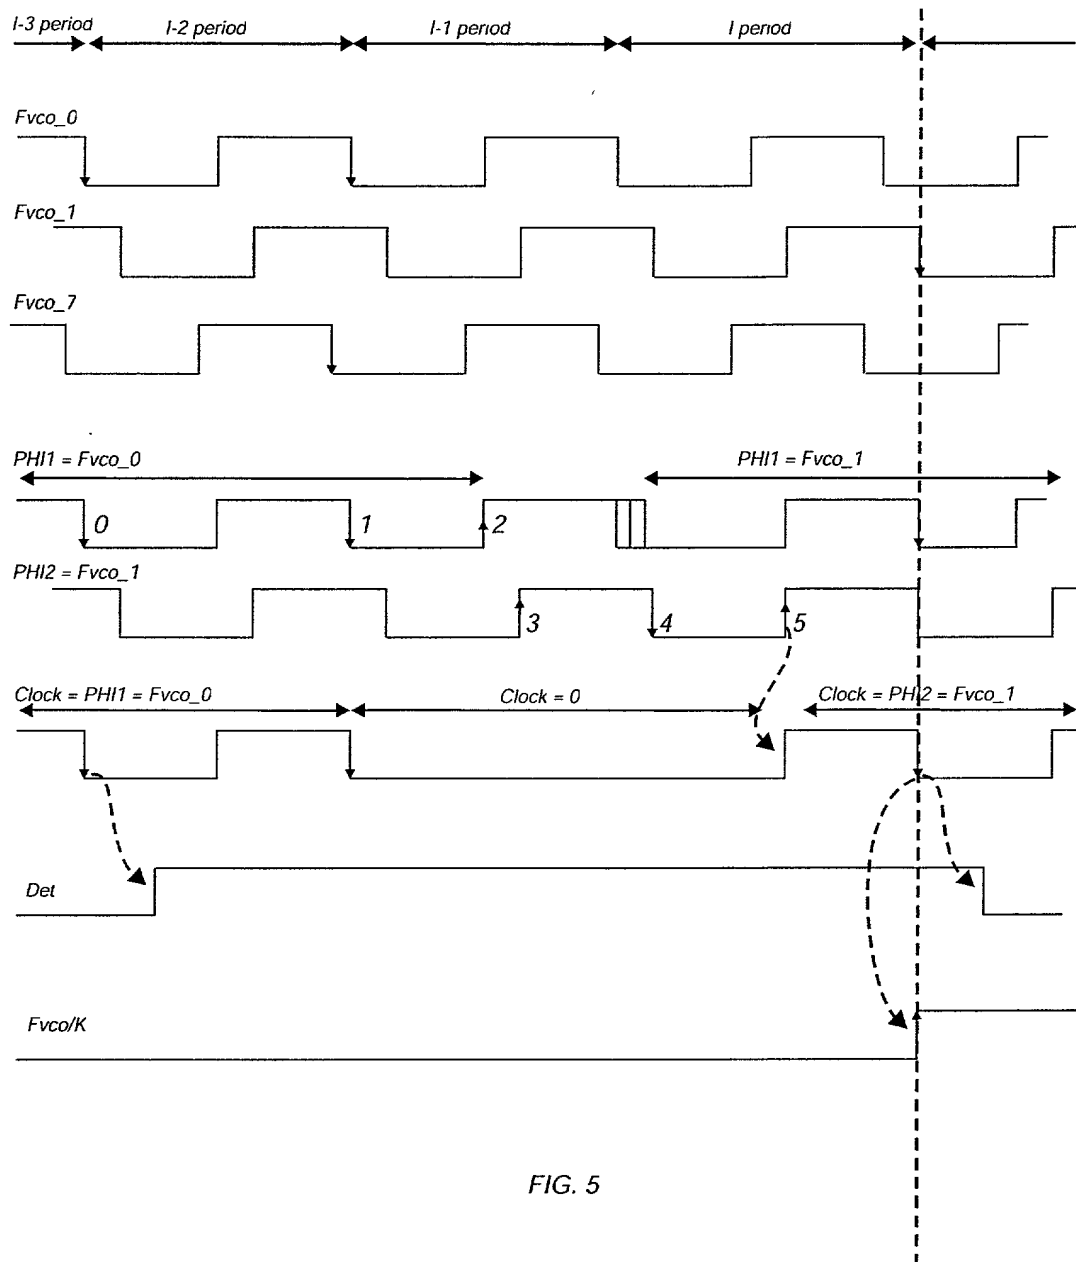 I-3 period
I-2 period
I-1 period
I period
Fvco_0
Fvco_1
Fvco_7
PHI1 = Fvco_0
PHI1 = Fvco_1
0
1
2
PHI2 = Fvco_1
3
4
5
Clock = PHI1 = Fvco_0
Clock = 0
Clock = PHI2 = Fvco_1
Det
Fvco/K
FIG. 5